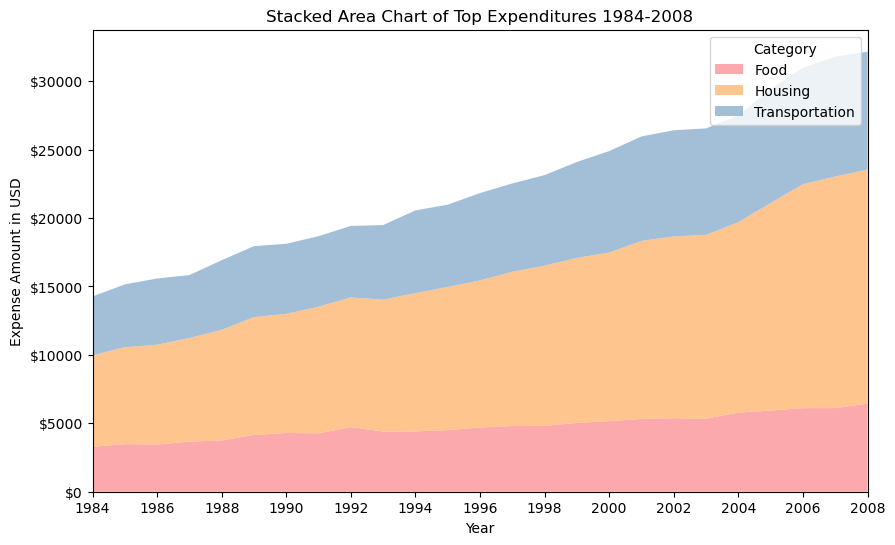 Stacked Area Chart of Top Expenditures 1984-2008
Category
Food
Housing
Transportation
Expense Amount in USD
$30000
$25000
$20000
$15000
$10000
$5000
$0
1984 1986 1988 1990 1992 1994 1996 1998 2000 2002 2004 2006 2008
Year